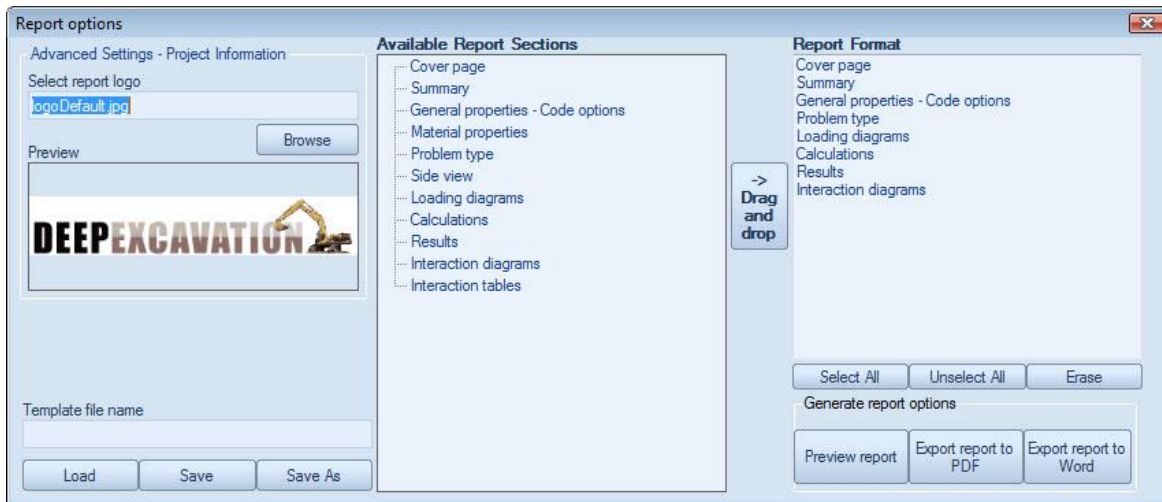 Report options
Advanced Settings - Project Information
Select report logo
logoDefault.jpg
Browse
Preview
DEEPEXCAVATION
Template file name
Load
Save
Save As
Available Report Sections
Cover page
Summary
General properties - Code options
Material properties
Problem type
Side view
Loading diagrams
Calculations
Results
Interaction diagrams
Interaction tables
->
Drag
and
drop
Report Format
Cover page
Summary
General properties - Code options
Problem type
Loading diagrams
Calculations
Results
Interaction diagrams
Select All
Unselect All
Erase
Generate report options
Preview report
Export report to
PDF
Export report to
Word